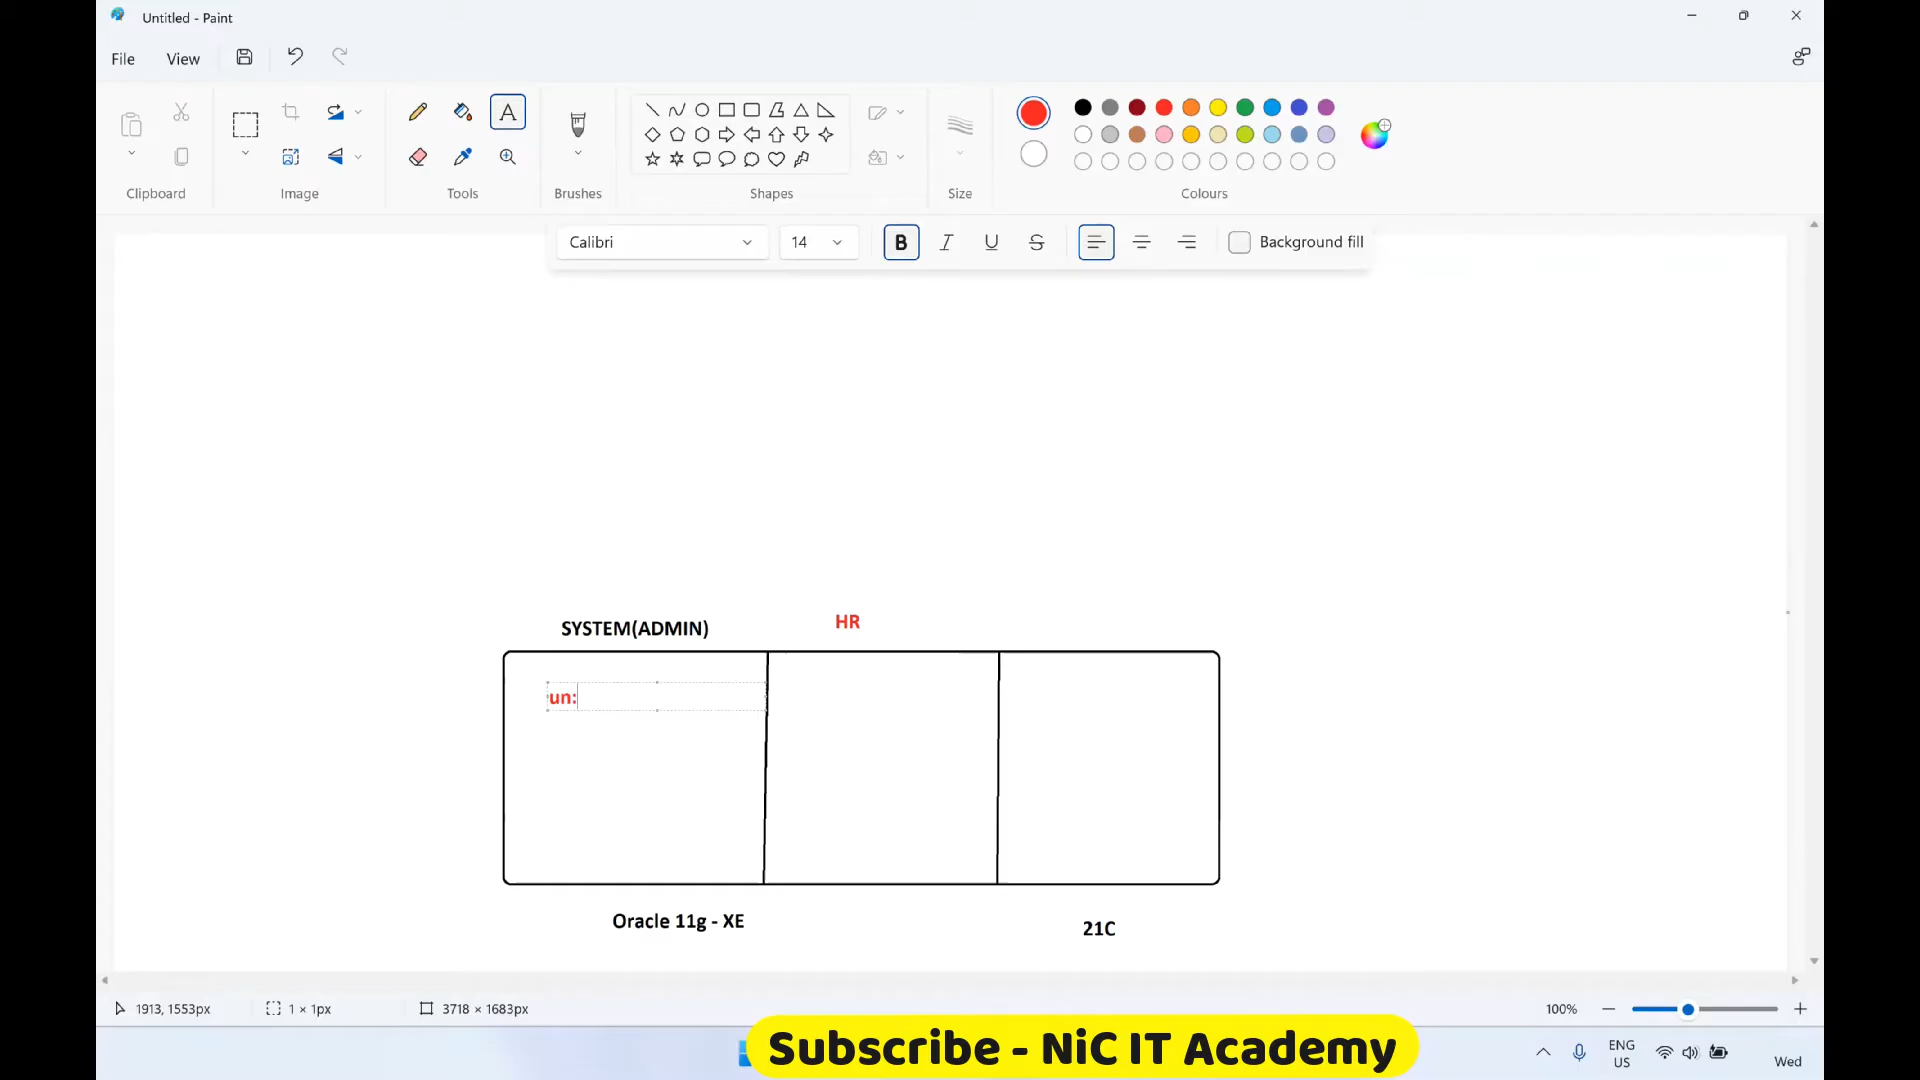 Untitled - Paint
File View
Clipboard Image Tools Brushes Shapes Size Colours
Calibri 14 B I U S Background fill
SYSTEM(ADMIN) HR
un:
Oracle 11g - XE 21C
1913, 1553px 1 × 1px 3718 × 1683px 100%
Subscribe - NiC IT Academy
ENG
US
Wed